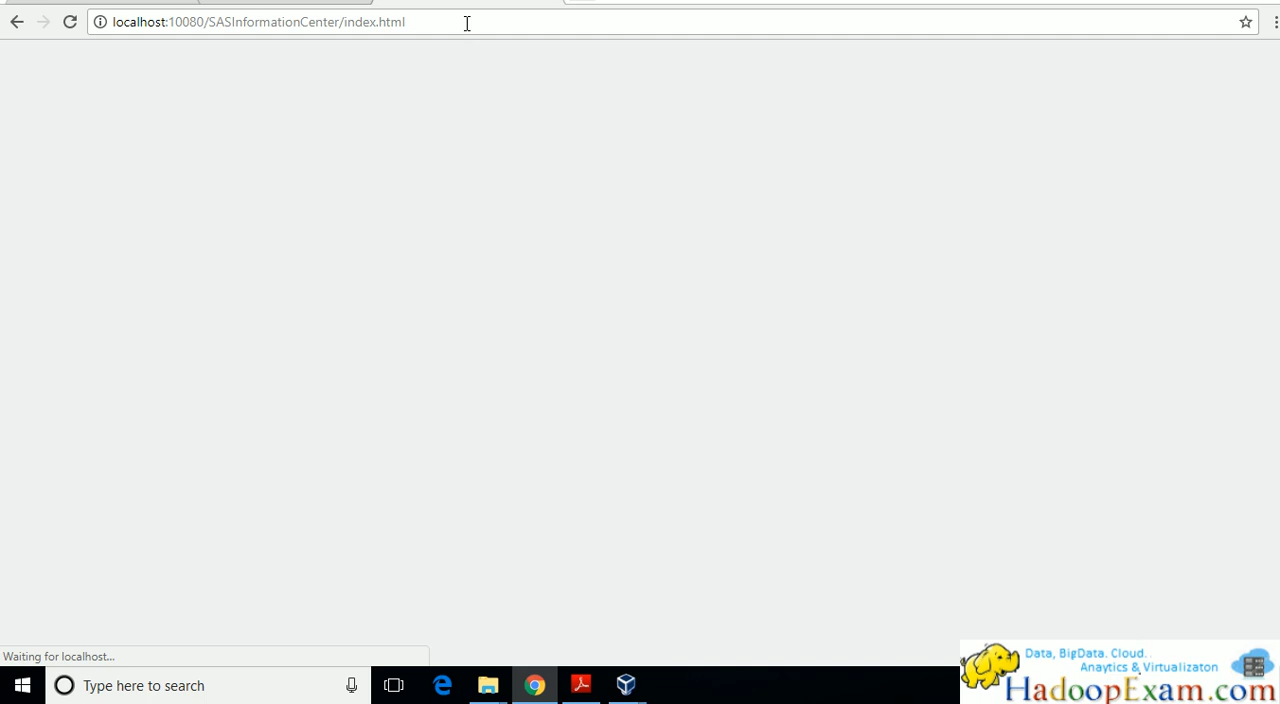 localhost:10080/SASInformationCenter/index.html
Waiting for localhost...
Type here to search
Data, BigData. Cloud.
Anaytics & Virtualizaton
HadoopExam.com